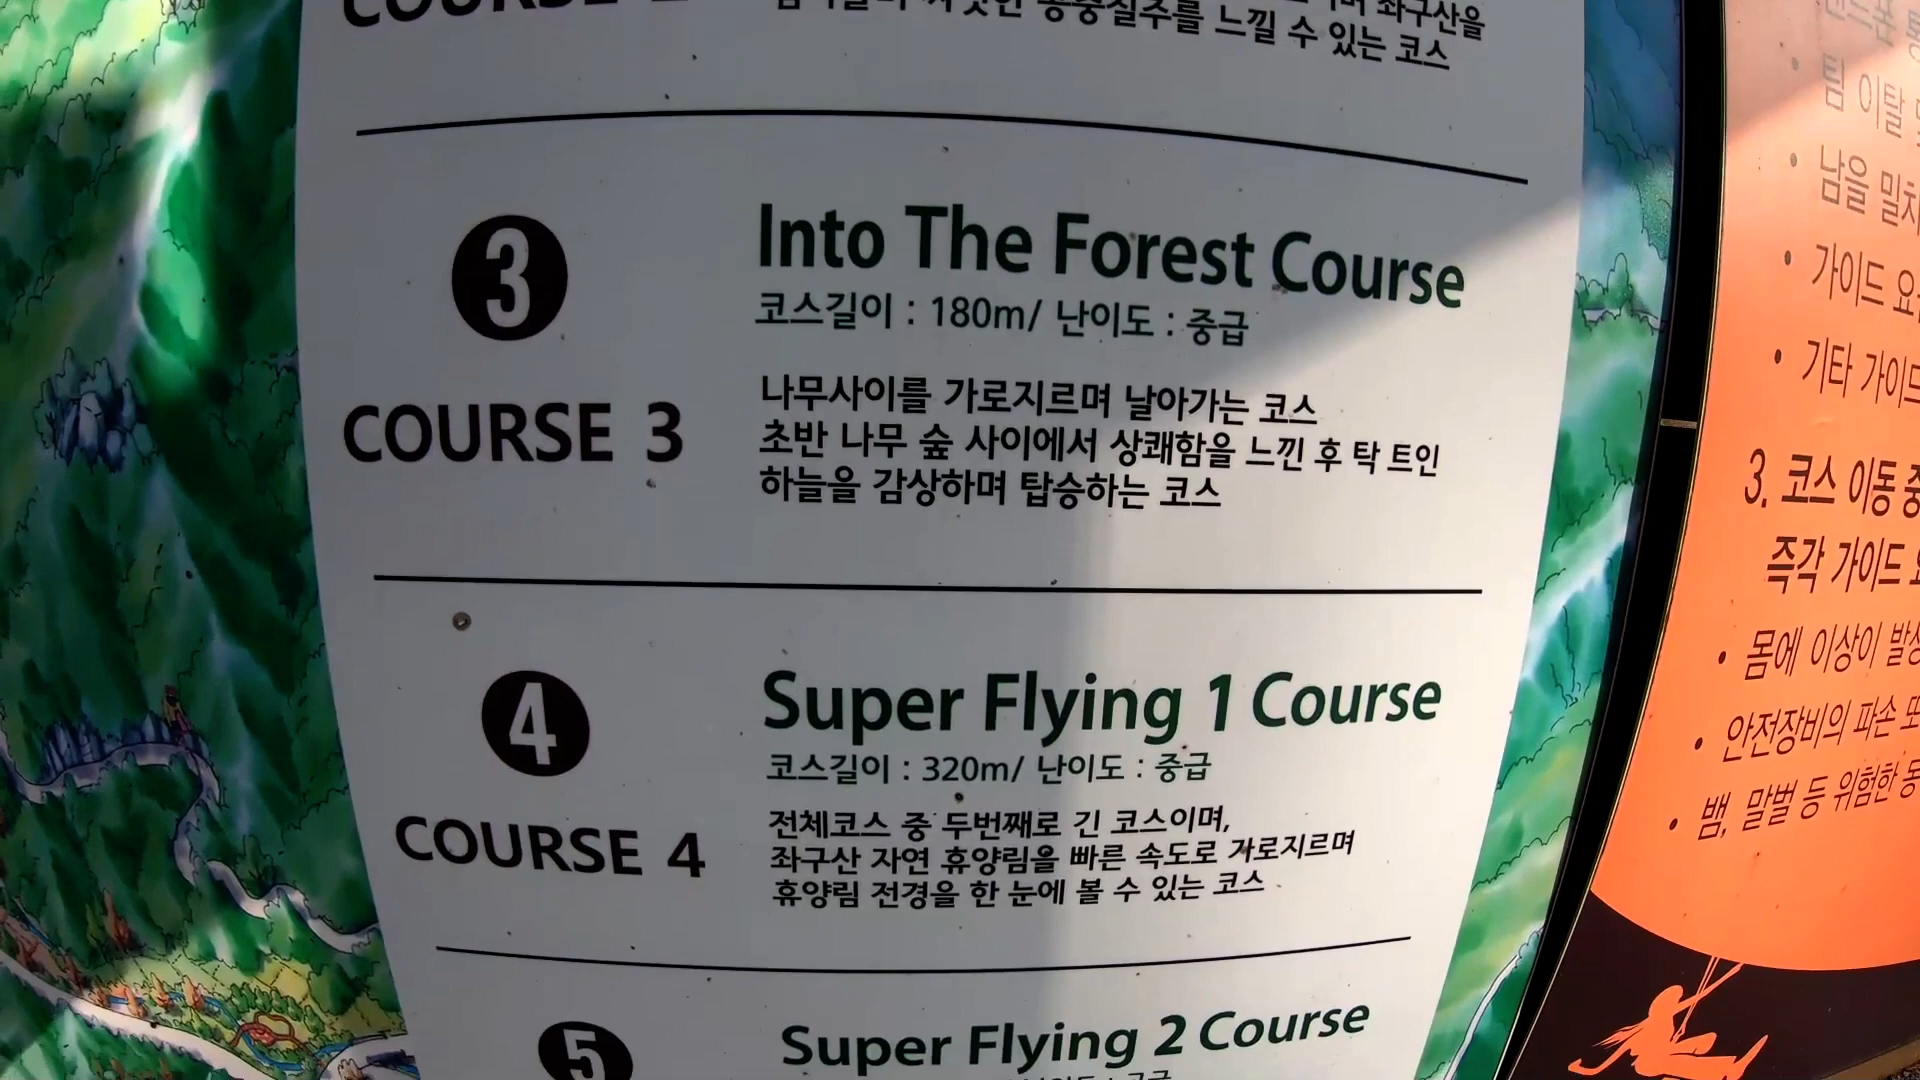 좌구산을
느낄 수 있는 코스
3
COURSE 3
Into The Forest Course
코스길이 : 180m/ 난이도 : 중급
나무사이를 가로지르며 날아가는 코스
초반 나무 숲 사이에서 상쾌함을 느낀 후 탁 트인
하늘을 감상하며 탑승하는 코스
4
COURSE 4
Super Flying 1 Course
코스길이 : 320m/ 난이도 : 중급
전체코스 중 두번째로 긴 코스이며,
좌구산 자연 휴양림을 빠른 속도로 가로지르며
휴양림 전경을 한 눈에 볼 수 있는 코스
5
Super Flying 2 Course
• 팀 이탈
• 남을
• 가이드
• 기타 가이드
3. 코스 이동
즉각 가이드
• 몸에 이상이
• 안전장비의 파손
• 뱀, 말벌 등 위험한